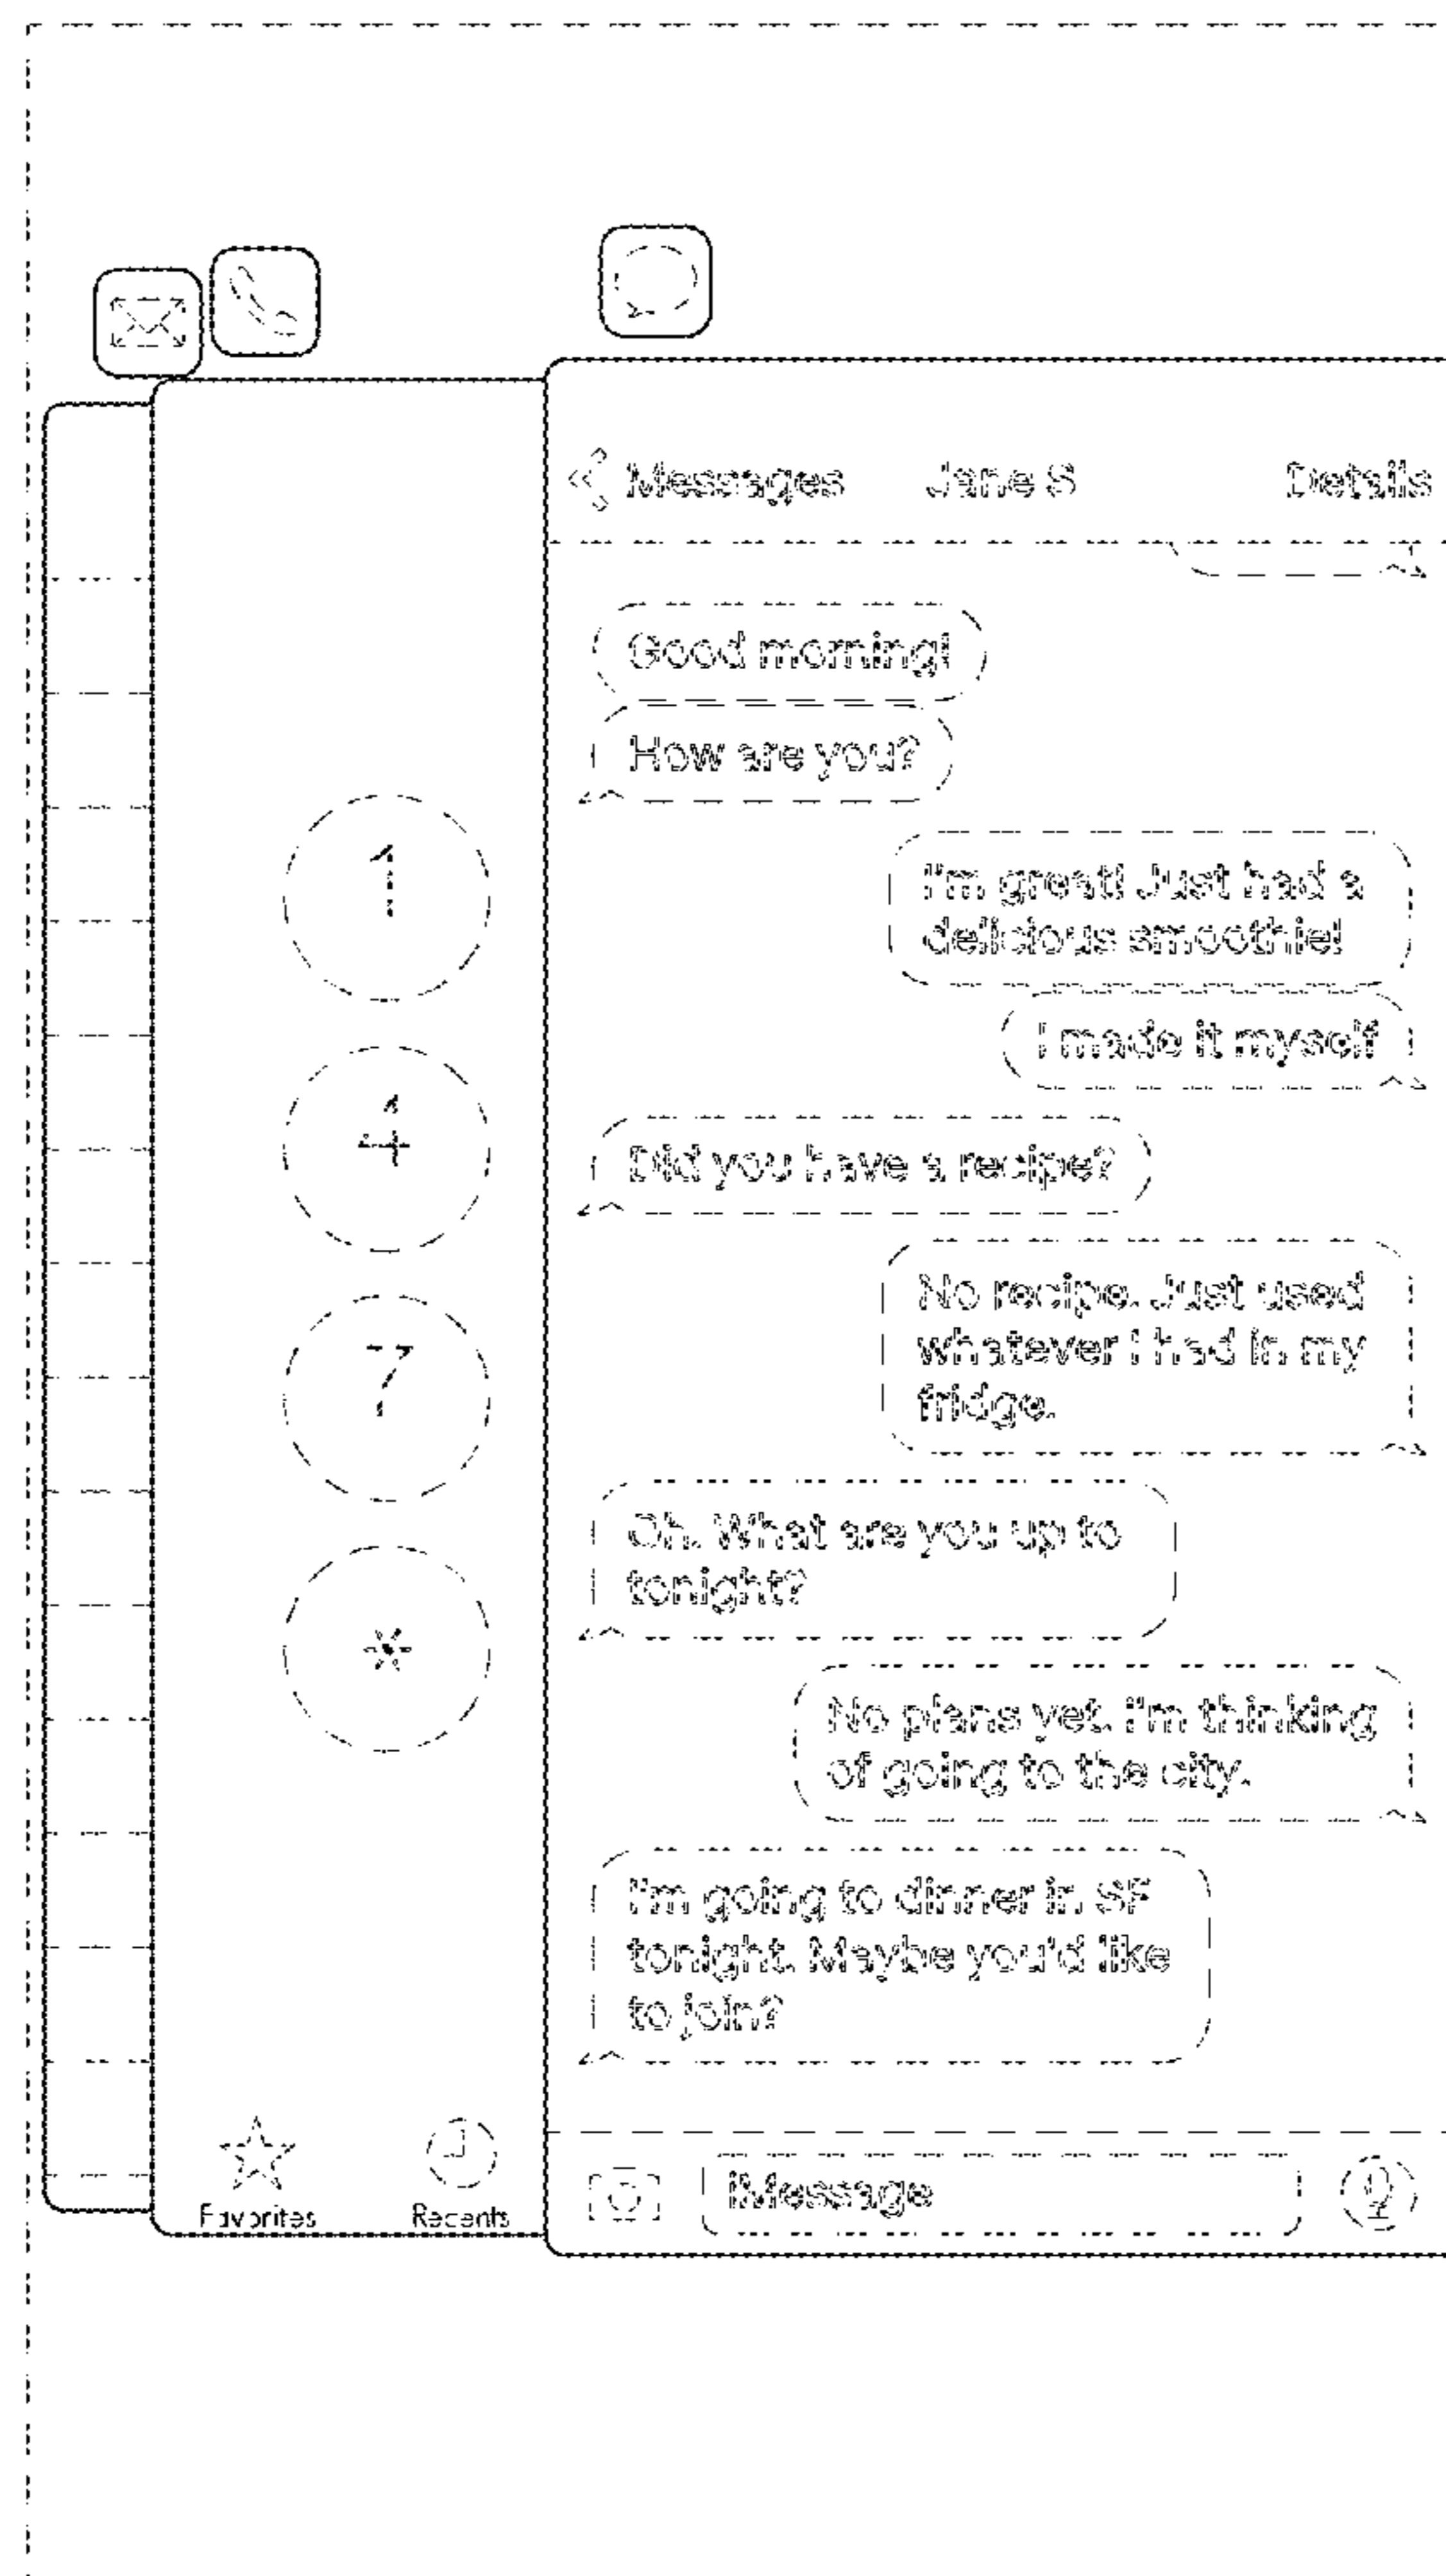 Messages Jane S Details
Good morning!
How are you?
1
I'm great! Just had a
delicious smoothie!
I made it myself
4
Did you have a recipe?
No recipe. Just used
whatever I had in my
fridge.
7
Oh. What are you up to
tonight?
*
No plans yet. I'm thinking
of going to the city.
I'm going to dinner in SF
tonight. Maybe you'd like
to join?
iMessage
Favorites Recents